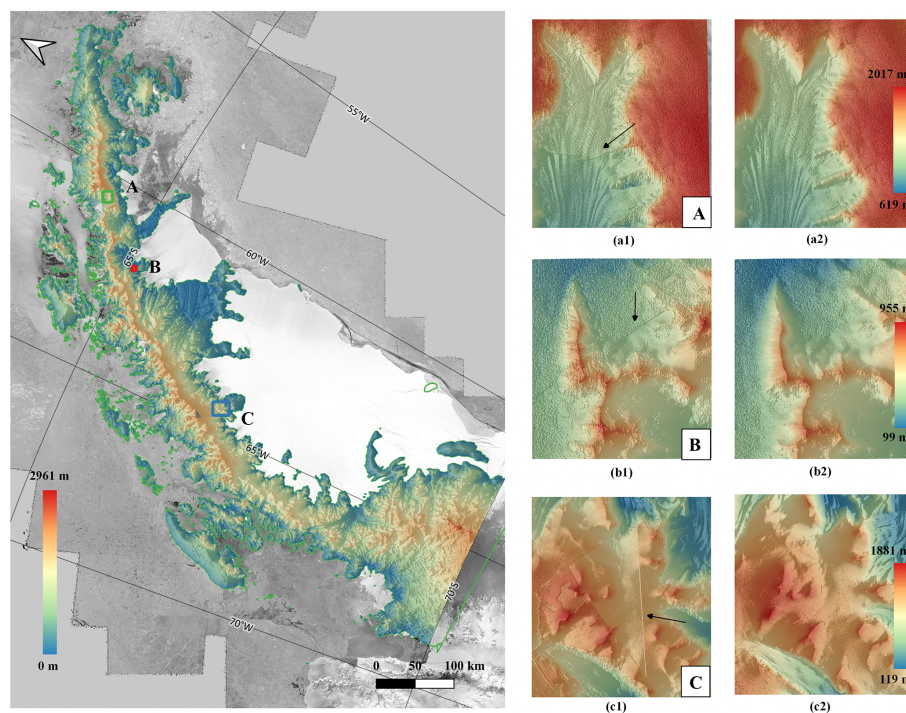 55°W
A
60°W
65°S
B
C
65°W
2961 m
0 m
70°S
70°W
0 50 100 km
2017 m
619 m
A
(a1) (a2)
955 m
99 m
B
(b1) (b2)
1881 m
119 m
C
(c1) (c2)